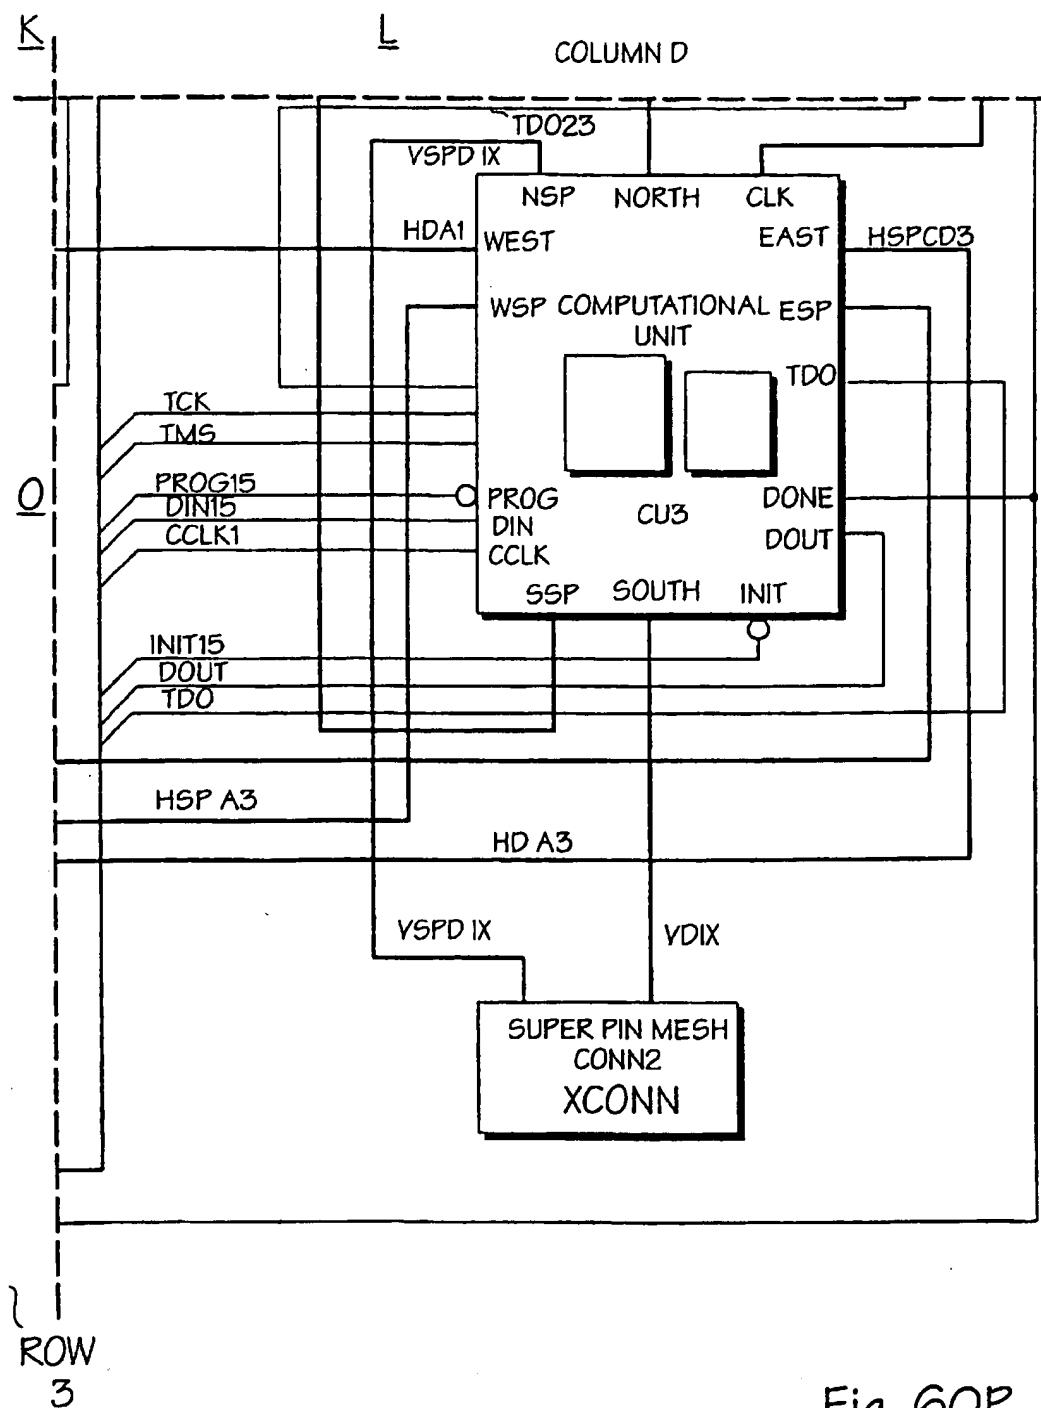 K
L
COLUMN D
TDO23
VSPD IX
NSP
NORTH
CLK
HDA1
WEST
EAST
HSPCD3
WSP
COMPUTATIONAL
UNIT
ESP
TDO
TCK
TMS
PROG15
O
PROG
DONE
DIN15
DIN
CU3
CCLK1
CCLK
DOUT
SSP
SOUTH
INIT
INIT15
DOUT
TDO
HSP A3
HD A3
VSPD IX
VDIX
SUPER PIN MESH
CONN2
XCONN
ROW
3